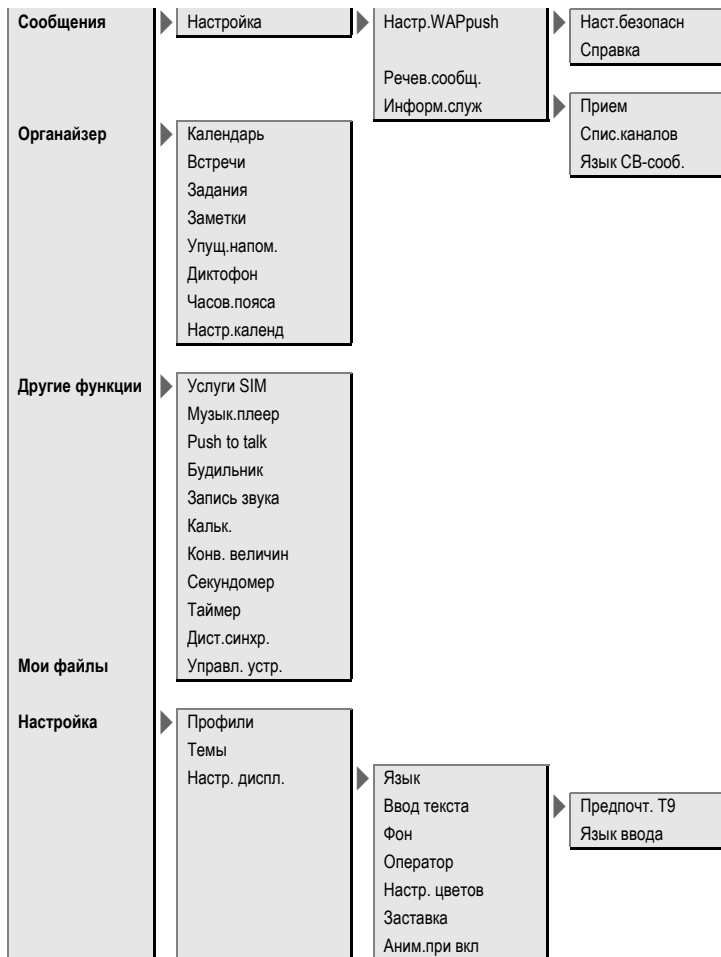 Сообщения
Настройка
Настр.WAPpush
Наст.безопасн
Справка
Речев.сообщ.
Информ.служ
Прием
Спис.каналов
Язык СВ-сооб.
Органайзер
Календарь
Встречи
Задания
Заметки
Упущ.напом.
Диктофон
Часов.пояса
Настр.календ
Другие функции
Услуги SIM
Музык.плеер
Push to talk
Будильник
Запись звука
Кальк.
Конв. величин
Секундомер
Таймер
Дист.синхр.
Управл. устр.
Мои файлы
Настройка
Профили
Темы
Настр. диспл.
Язык
Ввод текста
Предпочт. T9
Язык ввода
Фон
Оператор
Настр. цветов
Заставка
Аним.при вкл